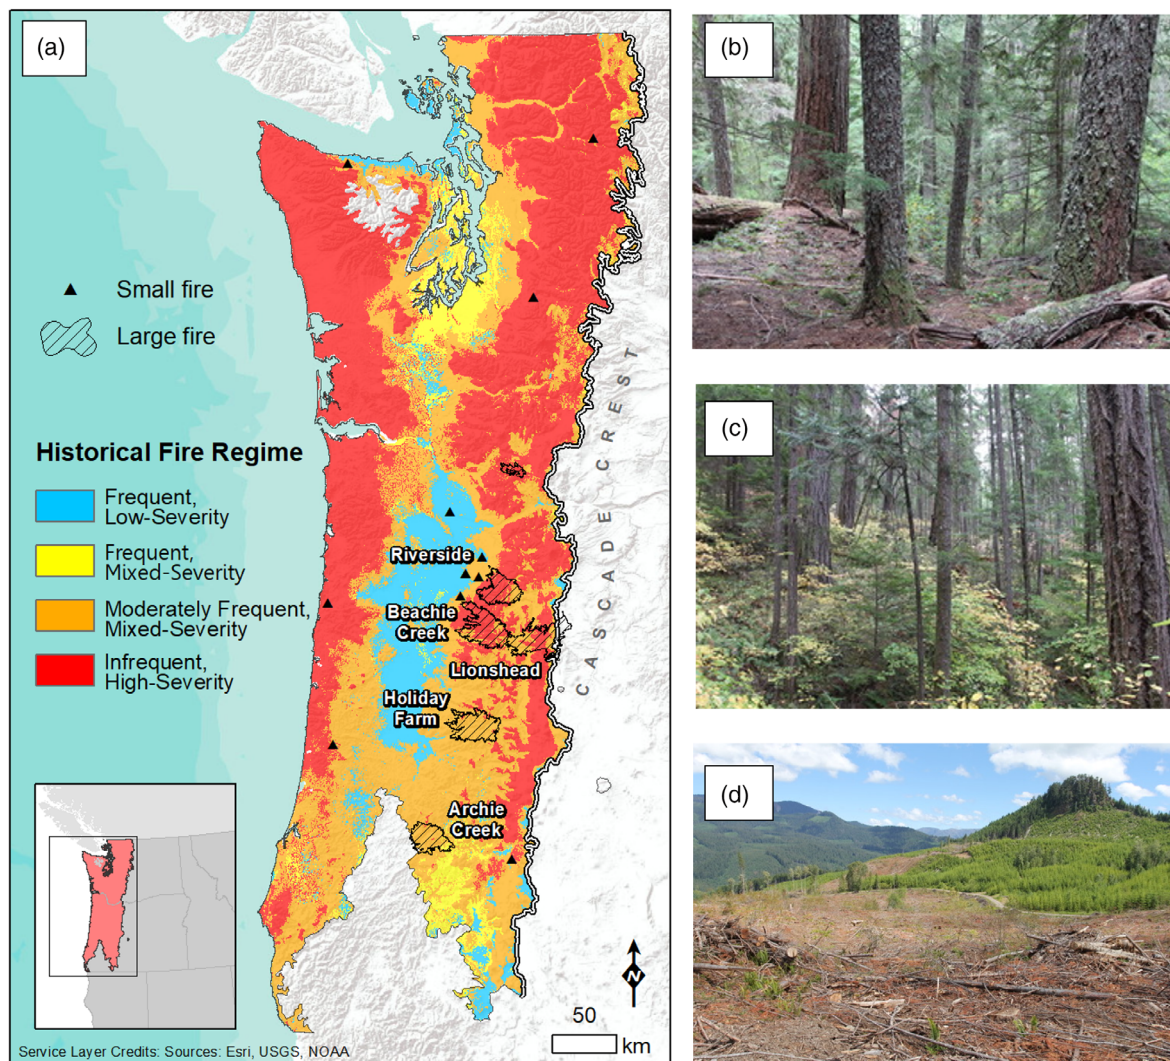 (a)
Small fire
Large fire
Historical Fire Regime
Frequent,
Low-Severity
Frequent,
Mixed-Severity
Moderately Frequent,
Mixed-Severity
Infrequent,
High-Severity
CASCADE CREST
Riverside
Beachie
Creek
Lionshead
Holiday
Farm
Archie
Creek
N
50
km
Service Layer Credits: Sources: Esri, USGS, NOAA
(b)
(c)
(d)